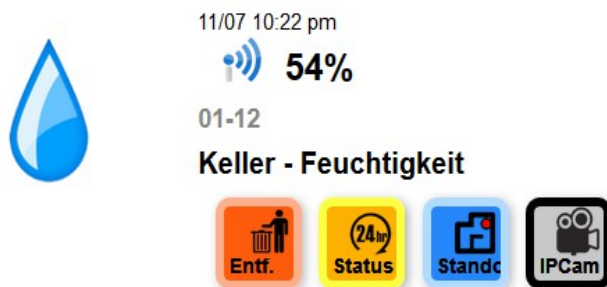 11/07 10:22 pm
54%
01-12
Keller - Feuchtigkeit
Entf.
24hr
Status
Standc
IPCam